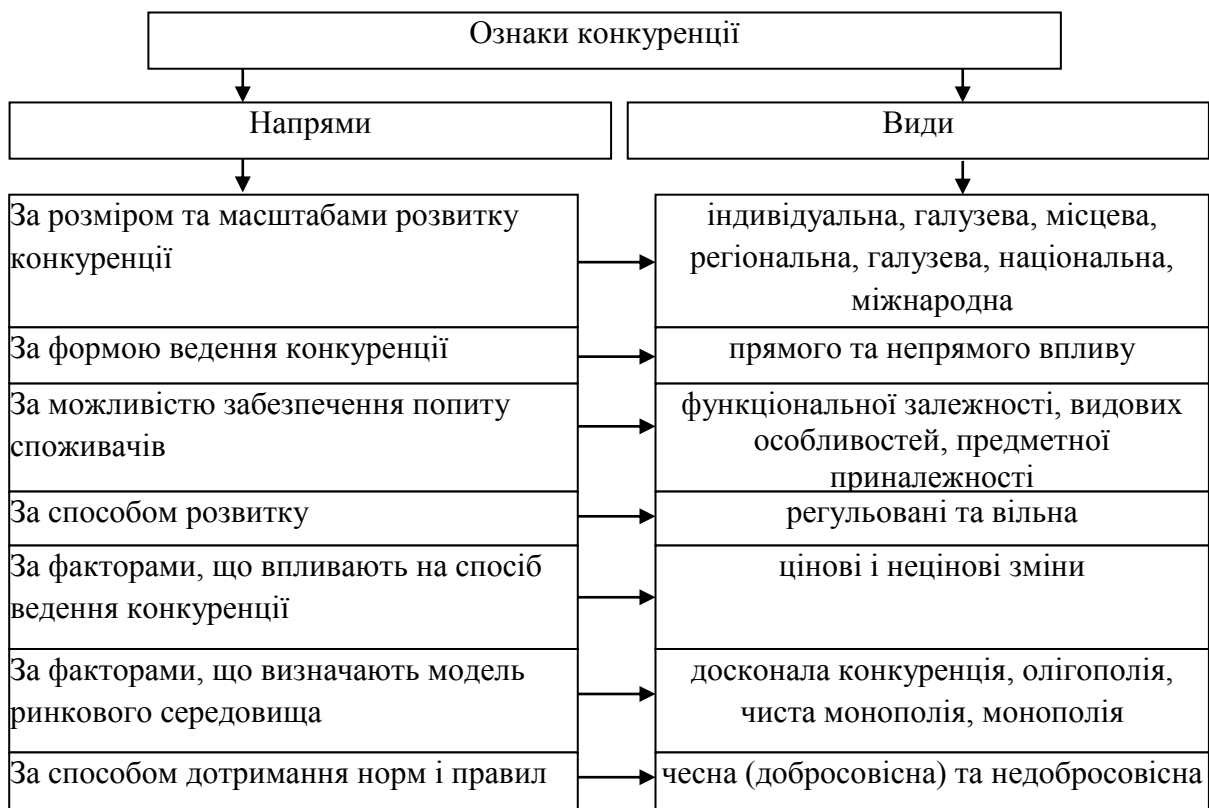 Ознаки конкуренції
Напрями
Види
За розміром та масштабами розвитку
конкуренції
індивідуальна, галузева, місцева,
регіональна, галузева, національна,
міжнародна
За формою ведення конкуренції
прямого та непрямого впливу
За можливістю забезпечення попиту
споживачів
функціональної залежності, видових
особливостей, предметної
приналежності
За способом розвитку
регульовані та вільна
За факторами, що впливають на спосіб
ведення конкуренції
цінові і нецінові зміни
За факторами, що визначають модель
ринкового середовища
досконала конкуренція, олігополія,
чиста монополія, монополія
За способом дотримання норм і правил
чесна (добросовісна) та недобросовісна